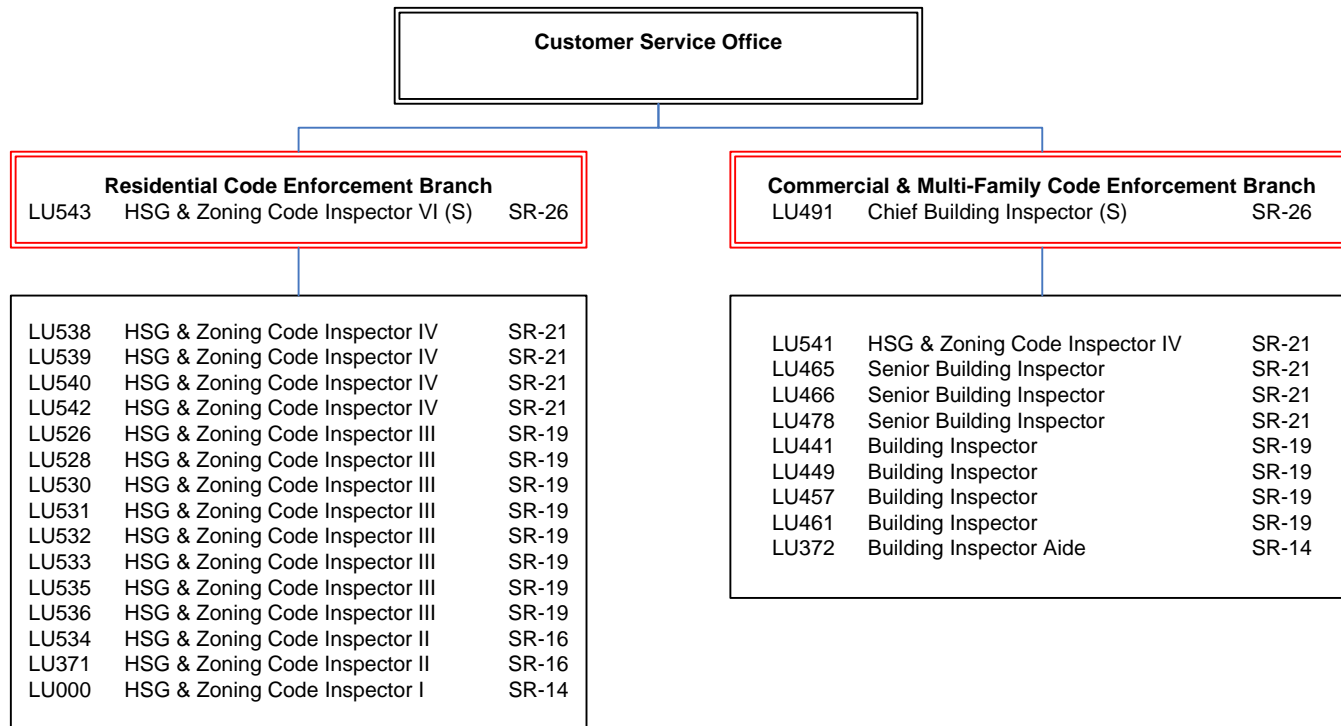 Customer Service Office
Residential Code Enforcement Branch
LU543 HSG & Zoning Code Inspector VI (S) SR-26
Commercial & Multi-Family Code Enforcement Branch
LU491 Chief Building Inspector (S) SR-26
LU538 HSG & Zoning Code Inspector IV SR-21
LU539 HSG & Zoning Code Inspector IV SR-21
LU540 HSG & Zoning Code Inspector IV SR-21
LU542 HSG & Zoning Code Inspector IV SR-21
LU526 HSG & Zoning Code Inspector III SR-19
LU528 HSG & Zoning Code Inspector III SR-19
LU530 HSG & Zoning Code Inspector III SR-19
LU531 HSG & Zoning Code Inspector III SR-19
LU532 HSG & Zoning Code Inspector III SR-19
LU533 HSG & Zoning Code Inspector III SR-19
LU535 HSG & Zoning Code Inspector III SR-19
LU536 HSG & Zoning Code Inspector III SR-19
LU534 HSG & Zoning Code Inspector II SR-16
LU371 HSG & Zoning Code Inspector II SR-16
LU000 HSG & Zoning Code Inspector I SR-14
LU541 HSG & Zoning Code Inspector IV SR-21
LU465 Senior Building Inspector SR-21
LU466 Senior Building Inspector SR-21
LU478 Senior Building Inspector SR-21
LU441 Building Inspector SR-19
LU449 Building Inspector SR-19
LU457 Building Inspector SR-19
LU461 Building Inspector SR-19
LU372 Building Inspector Aide SR-14